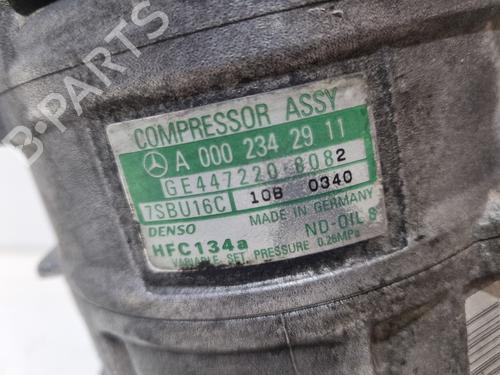 B-PARTS
COMPRESSOR ASSY
A 000 234 29 11
GE447220-8082
7SBU16C 10B 0340
DENSO MADE IN GERMANY
HFC134a ND-OIL 8
VARIABLE SET. PRESSURE 0.26MPa